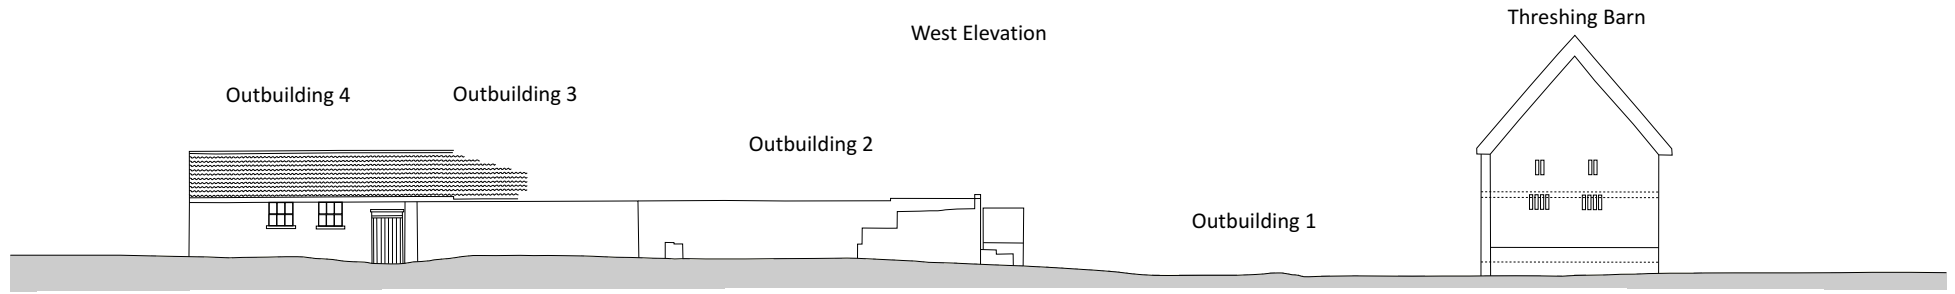 Threshing Barn
West Elevation
Outbuilding 4
Outbuilding 3
Outbuilding 2
Outbuilding 1